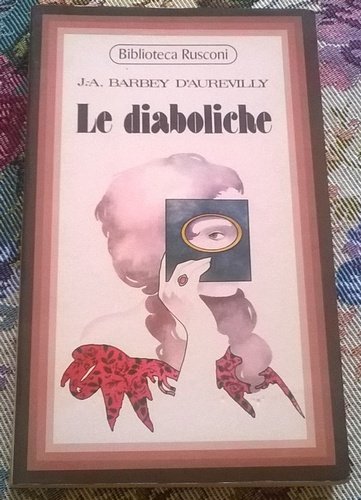 Biblioteca Rusconi
J.-A. BARBEY D'AUREVILLY
Le diaboliche